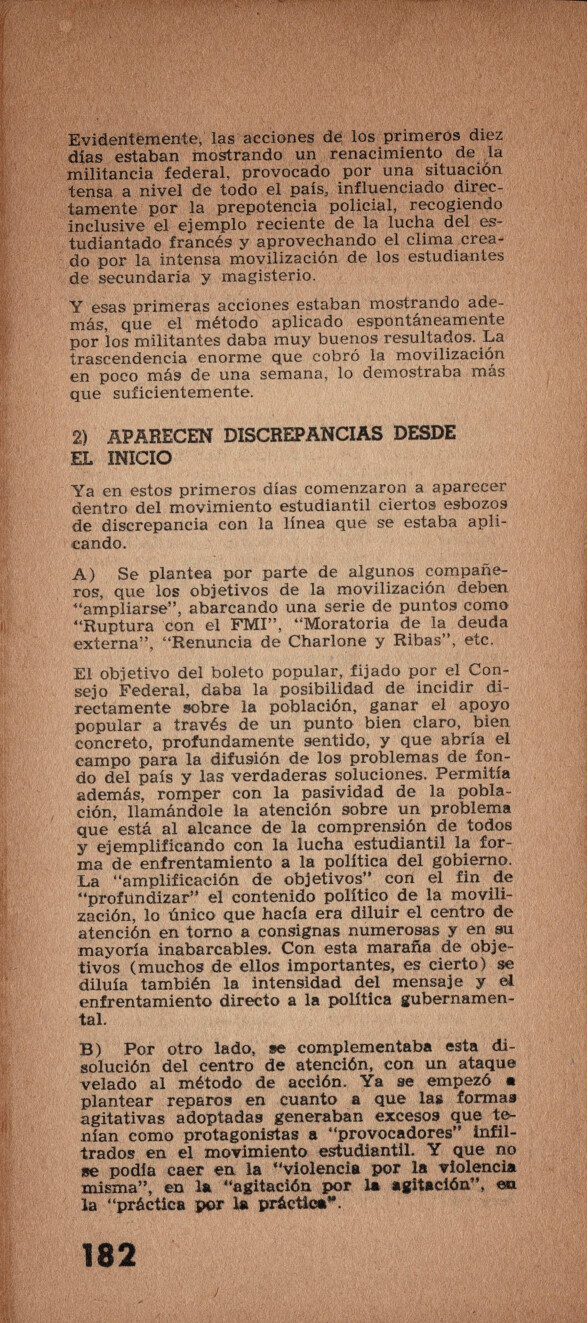 Evidentemente, las acciones de los primeros diez
días estaban mostrando un renacimiento de la
militancia federal, provocado por una situación
tensa a nivel de todo el país, influenciado direc-
tamente por la prepotencia policial, recogiendo
inclusive el ejemplo reciente de la lucha del es-
tudiantado francés y aprovechando el clima crea-
do por la intensa movilización de los estudiantes
de secundaria y magisterio.
Y esas primeras acciones estaban mostrando ade-
más, que el método aplicado espontáneamente
por los militantes daba muy buenos resultados. La
trascendencia enorme que cobró la movilización
en poco más de una semana, lo demostraba más
que suficientemente.
2) APARECEN DISCREPANCIAS DESDE
EL INICIO
Ya en estos primeros días comenzaron a aparecer
dentro del movimiento estudiantil ciertos esbozos
de discrepancia con la línea que se estaba apli-
cando.
A) Se plantea por parte de algunos compañe-
ros, que los objetivos de la movilización deben
“ampliarse”, abarcando una serie de puntos como
“Ruptura con el FMI”, “Moratoria de la deuda
externa”, “Renuncia de Charlone y Ribas”, etc.
El objetivo del boleto popular, fijado por el Con-
sejo Federal, daba la posibilidad de incidir di-
rectamente sobre la población, ganar el apoyo
popular a través de un punto bien claro, bien
concreto, profundamente sentido, y que abría el
campo para la difusión de los problemas de fon-
do del país y las verdaderas soluciones. Permitía
además, romper con la pasividad de la pobla-
ción, llamándole la atención sobre un problema
que está al alcance de la comprensión de todos
y ejemplificando con la lucha estudiantil la for-
ma de enfrentamiento a la política del gobierno.
La “amplificación de objetivos” con el fin de
“profundizar” el contenido político de la movili-
zación, lo único que hacía era diluir el centro de
atención en torno a consignas numerosas y en su
mayoría inabarcables. Con esta maraña de obje-
tivos (muchos de ellos importantes, es cierto) se
diluía también la intensidad del mensaje y el
enfrentamiento directo a la política gubernamen-
tal.
B) Por otro lado, se complementaba esta di-
solución del centro de atención, con un ataque
velado al método de acción. Ya se empezó a
plantear reparos en cuanto a que las formas
agitativas adoptadas generaban excesos que te-
nían como protagonistas a “provocadores” infil-
trados en el movimiento estudiantil. Y que no
se podía caer en la “violencia por la violencia
misma”, en la “agitación por la agitación”, en
la “práctica por la práctica”.
182